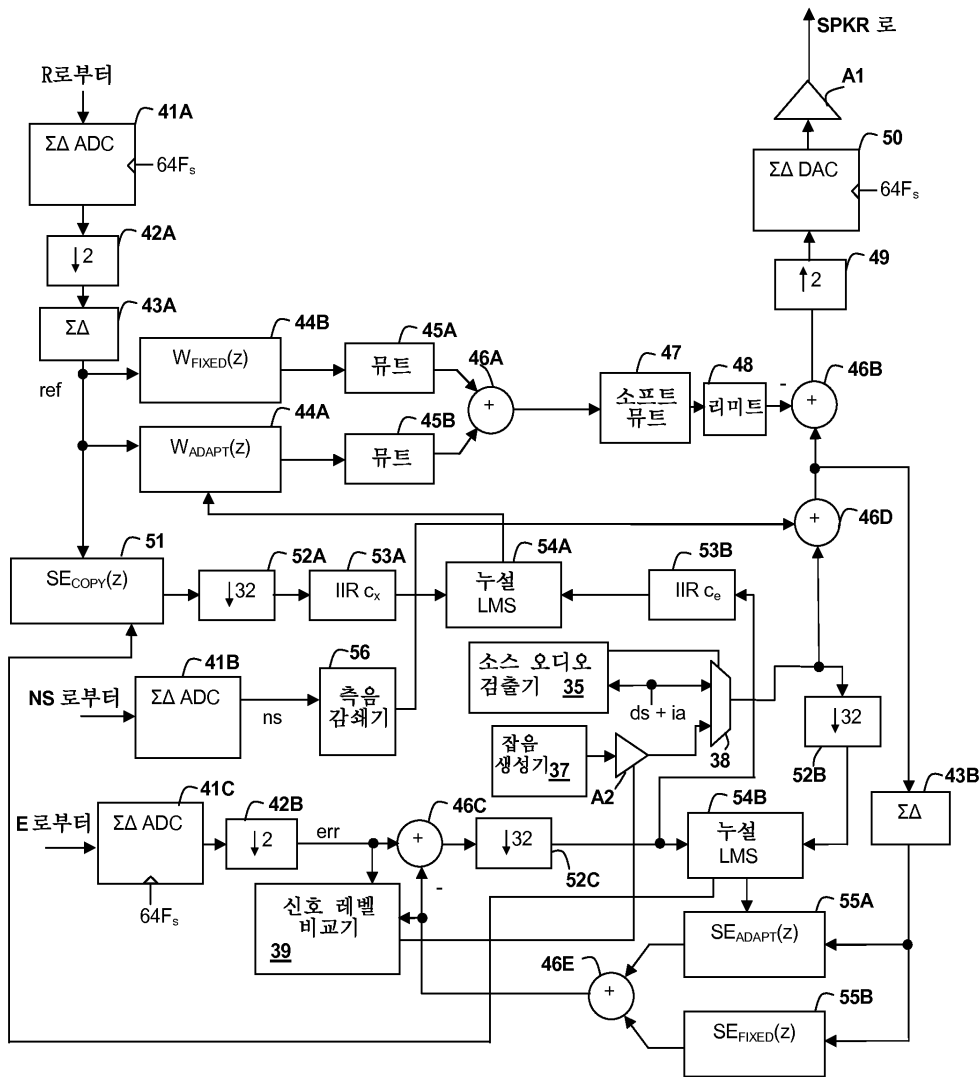 SPKR 로
R로부터
A1
41A
ΣΔ ADC
64Fs
50
ΣΔ DAC
64Fs
42A
↓2
49
↑2
43A
ΣΔ
ref
44B
WFIXED(z)
45A
뮤트
46A
+
47
소프트
뮤트
48
리미트
-
46B
+
44A
WADAPT(z)
45B
뮤트
46D
+
51
SECOPY(z)
52A
↓32
53A
IIR cx
54A
누설
LMS
53B
IIR ce
NS 로부터
41B
ΣΔ ADC
ns
56
측음
감쇄기
소스 오디오
검출기 35
ds + ia
38
↓32
52B
잡음
생성기 37
A2
43B
ΣΔ
E 로부터
41C
ΣΔ ADC
64Fs
42B
↓2
err
46C
+
-
↓32
52C
54B
누설
LMS
신호 레벨
비교기
39
55A
SEADAPT(z)
46E
+
55B
SEFIXED(z)